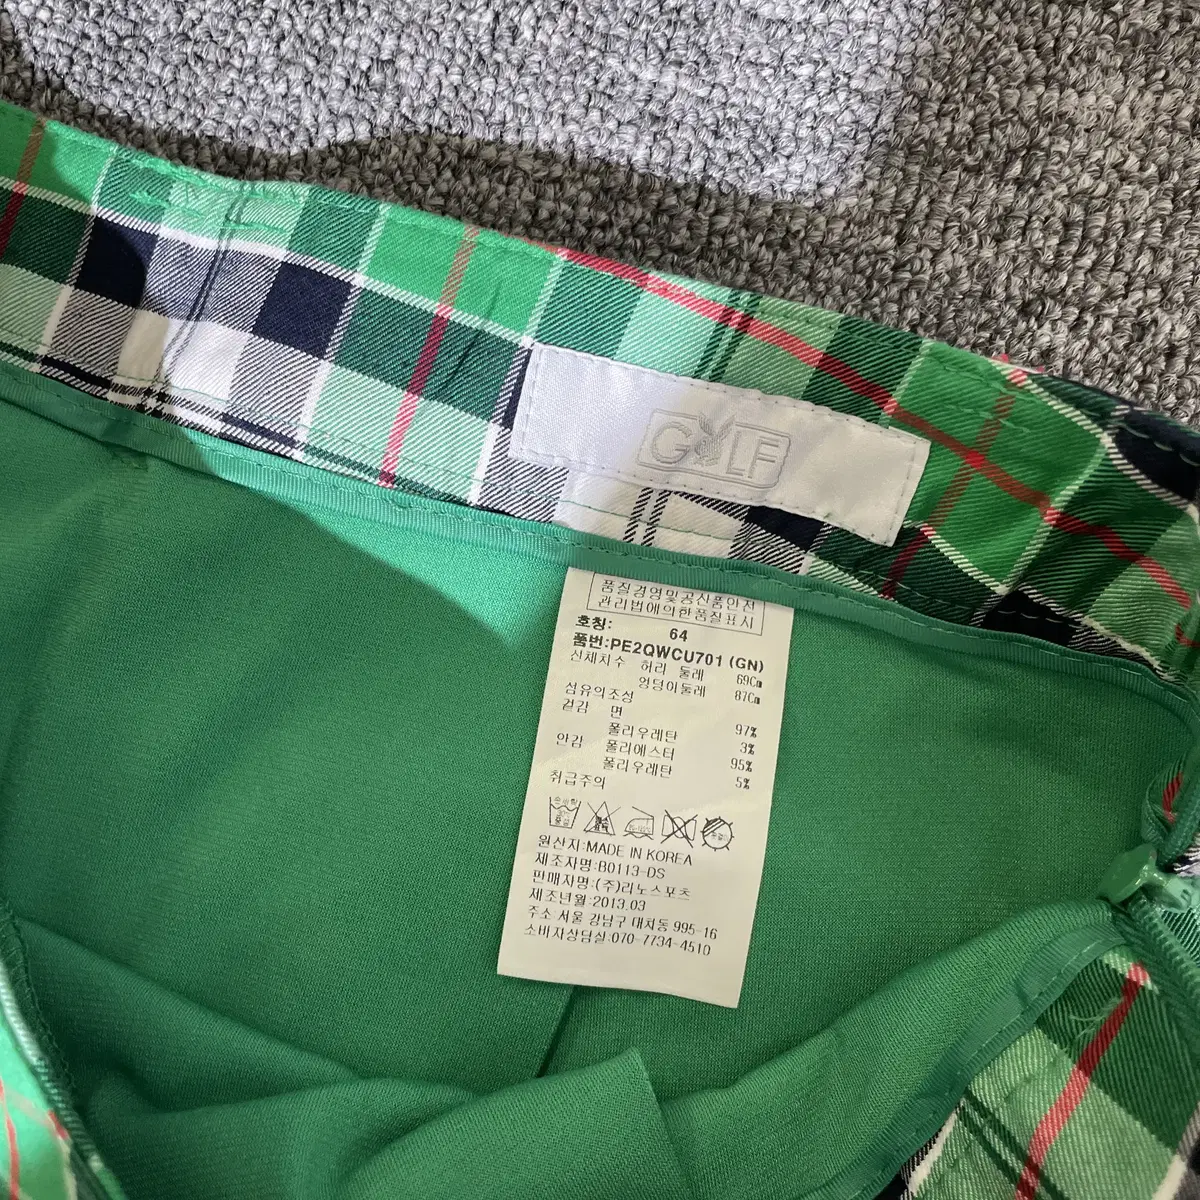 GOLF
품질경영및공산품안전
관리법에의한품질표시
호칭: 64
품번:PE2QWCU701 (GN)
신체치수 허리 둘레 69Cm
엉덩이둘레 87Cm
섬유의조성
겉감 면 97%
폴리우레탄 3%
안감 폴리에스터 95%
폴리우레탄 5%
취급주의
원산지:MADE IN KOREA
제조자명:B0113-DS
판매자명:(주)리노스포츠
제조년월:2013.03
주소 서울 강남구 대치동 995-16
소비자상담실:070-7734-4510